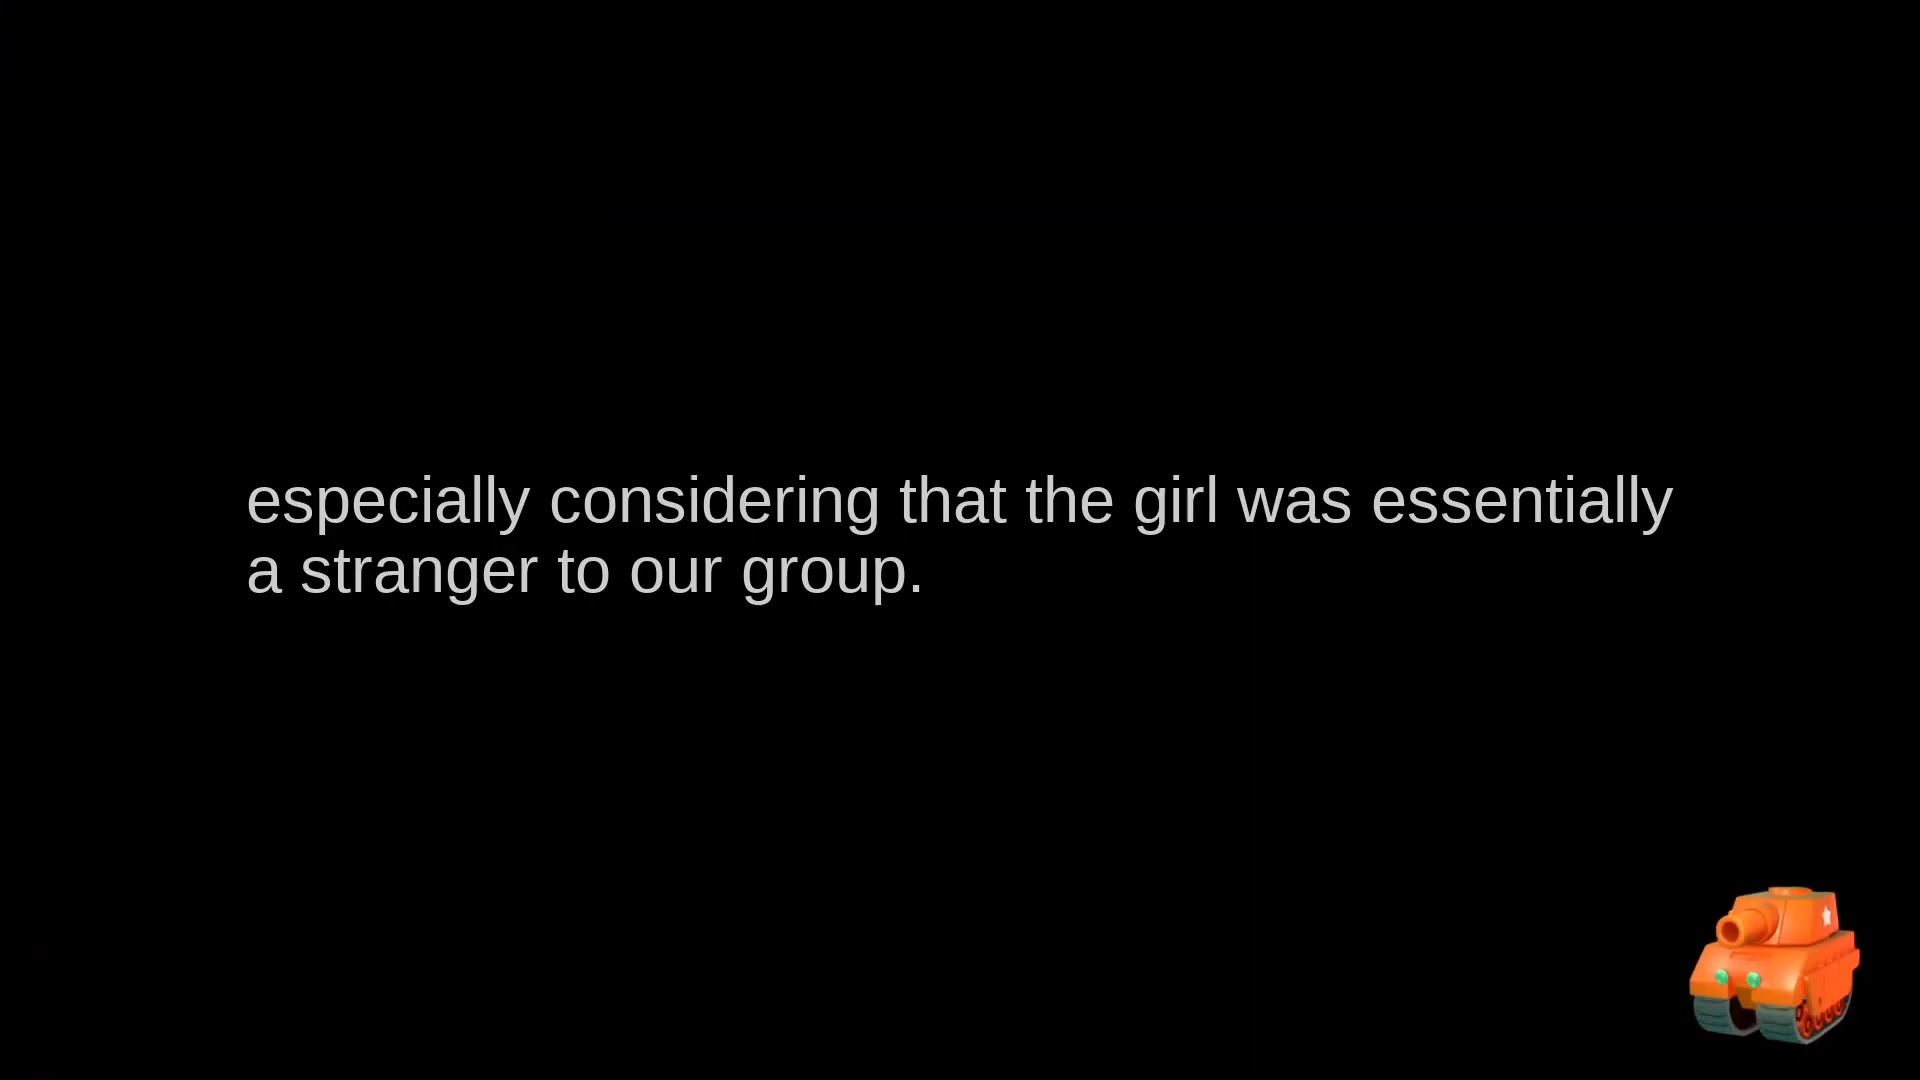 especially considering that the girl was essentially
a stranger to our group.